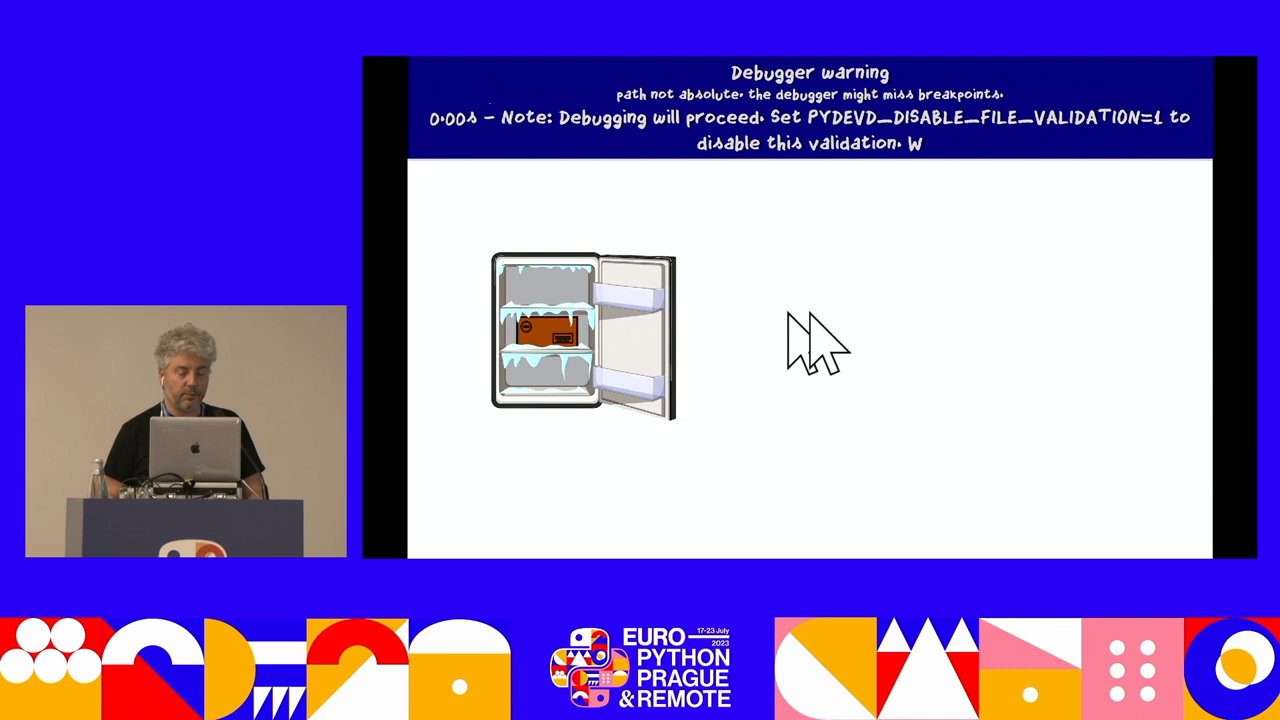 Debugger warning
path not absolute. the debugger might miss breakpoints.
0.00s - Note: Debugging will proceed. Set PYDEVD_DISABLE_FILE_VALIDATION=1 to
disable this validation. W
EURO
17-23 July
2023
PYTHON
PRAGUE
& REMOTE